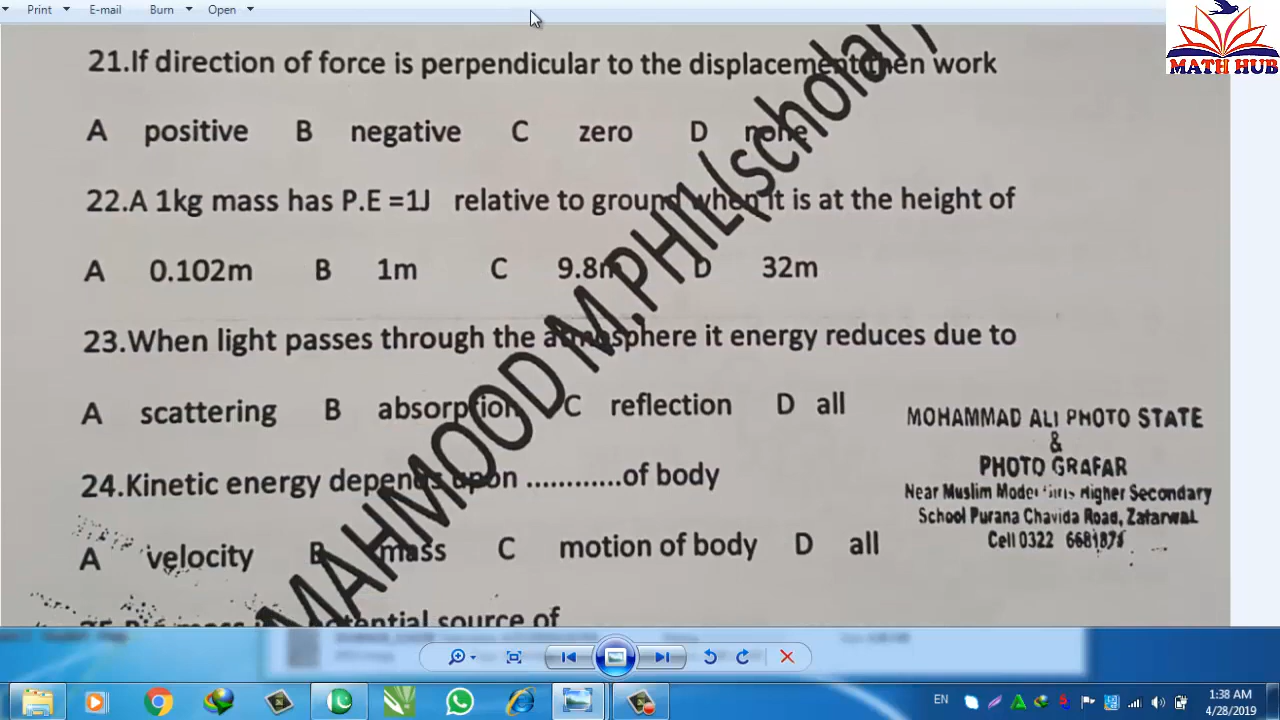 Print E-mail Burn Open
MATH HUB
21.If direction of force is perpendicular to the displacement then work
A positive B negative C zero D none
22.A 1kg mass has P.E =1J relative to ground when it is at the height of
A 0.102m B 1m C 9.8m D 32m
23.When light passes through the atmosphere it energy reduces due to
A scattering B absorption C reflection D all
24.Kinetic energy depends upon ............of body
A velocity B mass C motion of body D all
potential source of
MAHMOOD M,PHIL(scholar)
MOHAMMAD ALI PHOTO STATE
&
PHOTO GRAFAR
Near Muslim Model Higher Secondary
School Purana Chavida Road, Zafarwal
Cell 0322
EN
1:38 AM
4/28/2019